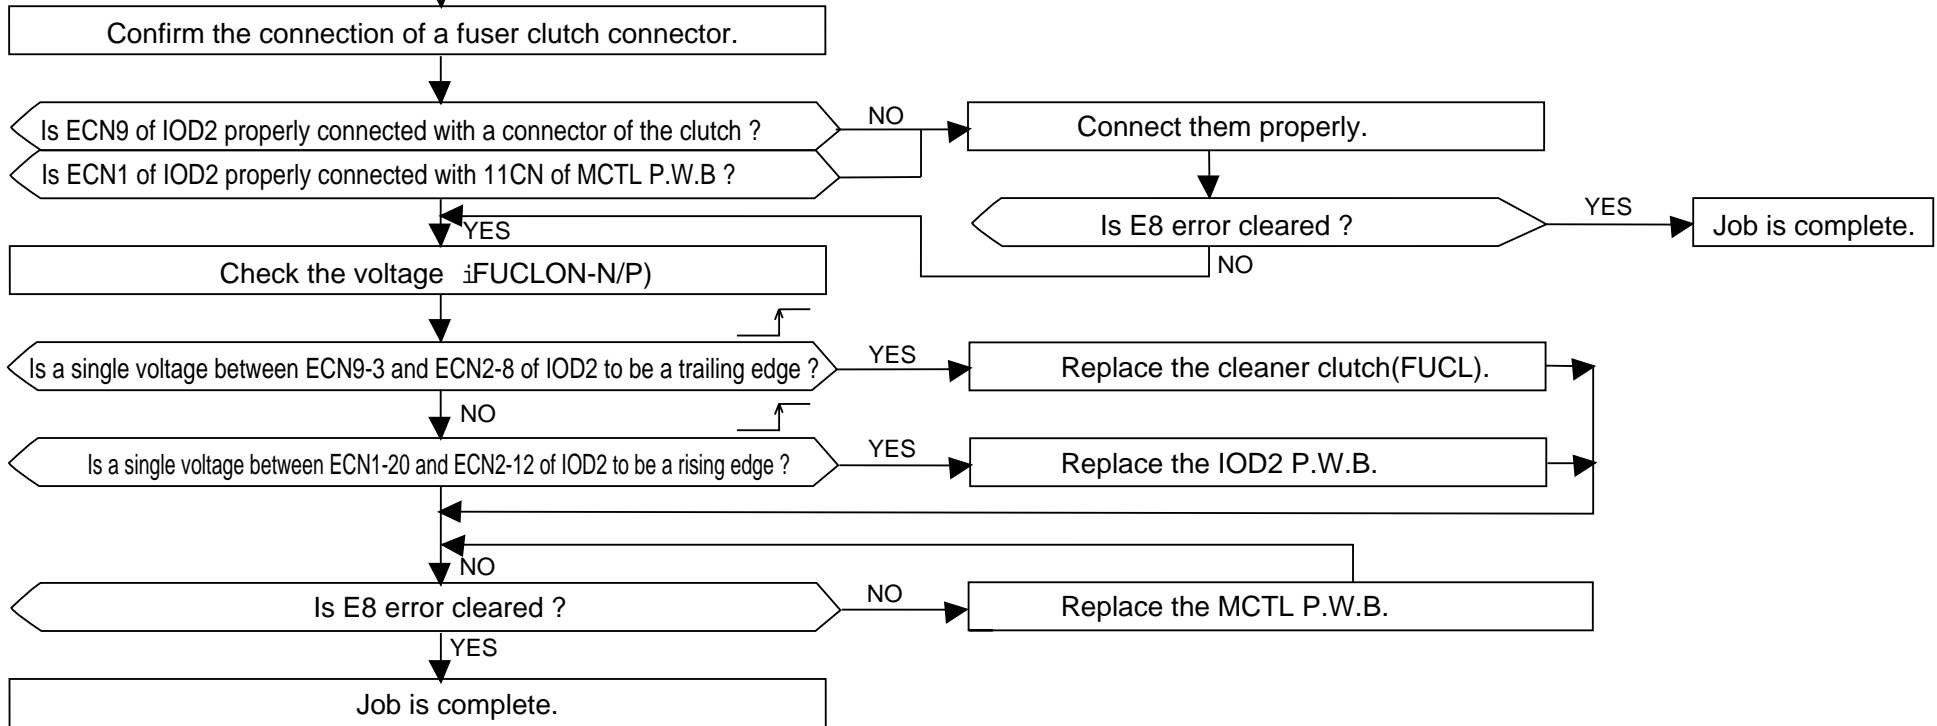 Confirm the connection of a fuser clutch connector.
Is ECN9 of IOD2 properly connected with a connector of the clutch ?
NO
Connect them properly.
Is ECN1 of IOD2 properly connected with 11CN of MCTL P.W.B ?
YES
Is E8 error cleared ?
YES
Job is complete.
NO
Check the voltage iFUCLON-N/P)
Is a single voltage between ECN9-3 and ECN2-8 of IOD2 to be a trailing edge ?
YES
Replace the cleaner clutch(FUCL).
NO
Is a single voltage between ECN1-20 and ECN2-12 of IOD2 to be a rising edge ?
YES
Replace the IOD2 P.W.B.
NO
Is E8 error cleared ?
NO
Replace the MCTL P.W.B.
YES
Job is complete.